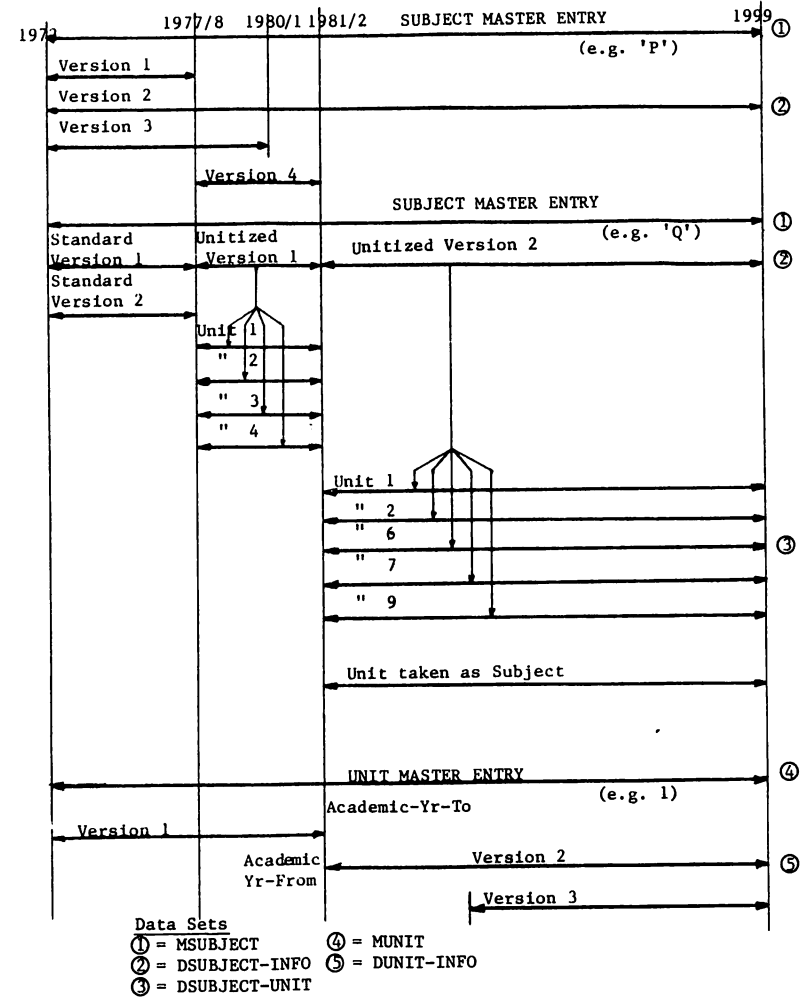 1977/8 1980/1 1981/2 SUBJECT MASTER ENTRY 1999
1972 ①
(e.g. 'P')
Version 1
Version 2 ②
Version 3
Version 4
SUBJECT MASTER ENTRY ①
(e.g. 'Q')
Standard Unitized Unitized Version 2
Version 1 Version 1 ②
Standard
Version 2
Unit 1
" 2
" 3
" 4
Unit 1
" 2
" 6 ③
" 7
" 9
Unit taken as Subject
UNIT MASTER ENTRY ④
(e.g. 1)
Academic-Yr-To
Version 1
Academic Version 2 ⑤
Yr-From
Version 3
Data Sets
① = MSUBJECT ④ = MUNIT
② = DSUBJECT-INFO ⑤ = DUNIT-INFO
③ = DSUBJECT-UNIT